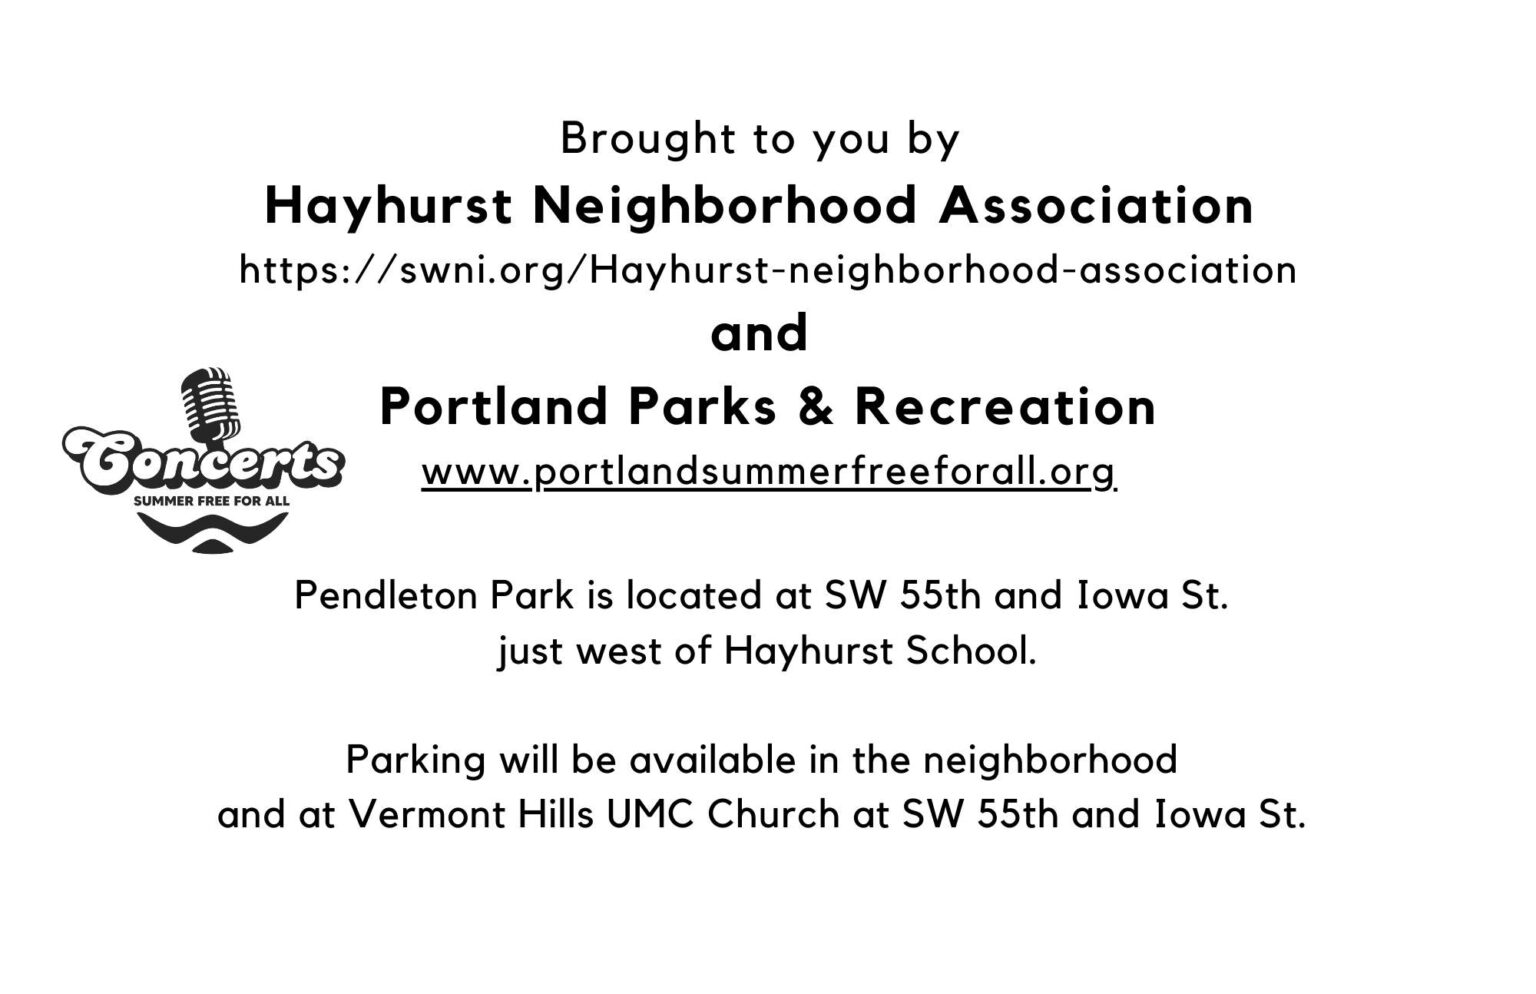 Brought to you by
Hayhurst Neighborhood Association
https://swni.org/Hayhurst-neighborhood-association
and
Portland Parks & Recreation
www.portlandsummerfreeforall.org
Concerts
SUMMER FREE FOR ALL
Pendleton Park is located at SW 55th and Iowa St.
just west of Hayhurst School.
Parking will be available in the neighborhood
and at Vermont Hills UMC Church at SW 55th and Iowa St.